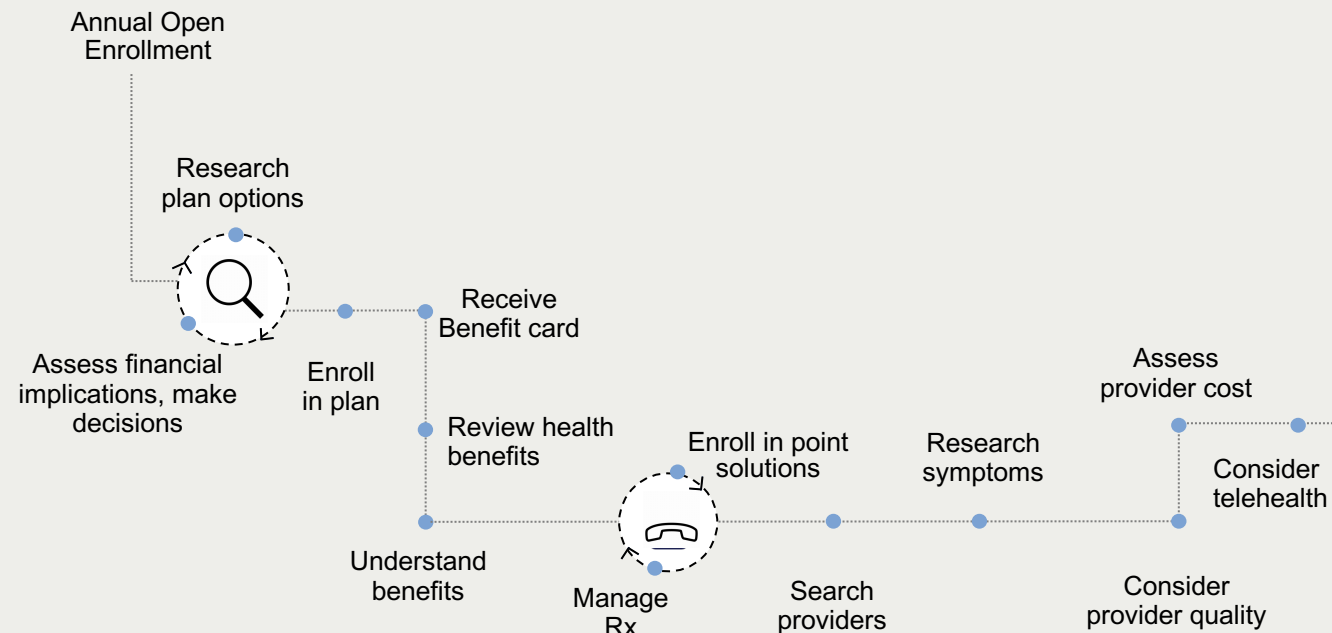 Annual Open
Enrollment
Research
plan options
Assess financial
implications, make
decisions
Enroll
in plan
Receive
Benefit card
Review health
benefits
Understand
benefits
Enroll in point
solutions
Manage
Rx
Search
providers
Research
symptoms
Consider
provider quality
Assess
provider cost
Consider
telehealth